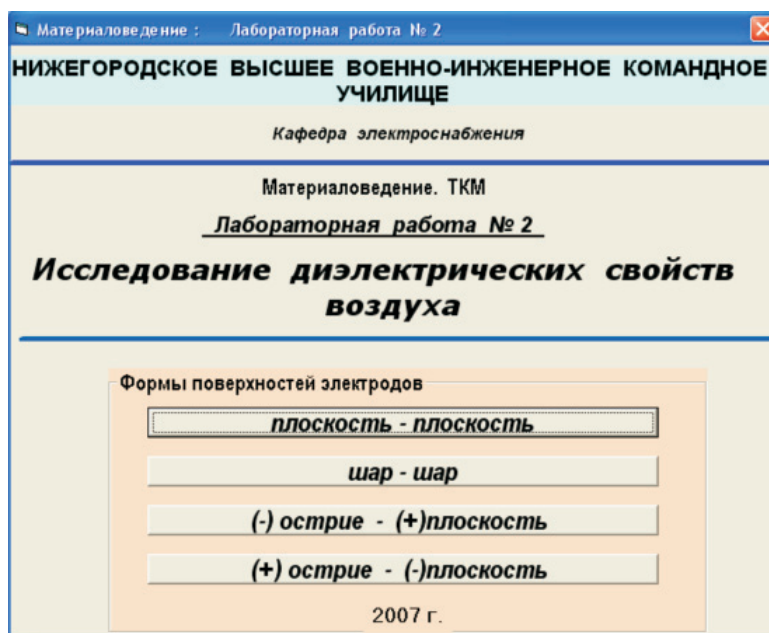 Материаловедение : Лабораторная работа № 2
НИЖЕГОРОДСКОЕ ВЫСШЕЕ ВОЕННО-ИНЖЕНЕРНОЕ КОМАНДНОЕ
УЧИЛИЩЕ
Кафедра электроснабжения
Материаловедение. ТКМ
Лабораторная работа № 2
Исследование диэлектрических свойств
воздуха
Формы поверхностей электродов
плоскость - плоскость
шар - шар
(-) острие - (+)плоскость
(+) острие - (-)плоскость
2007 г.